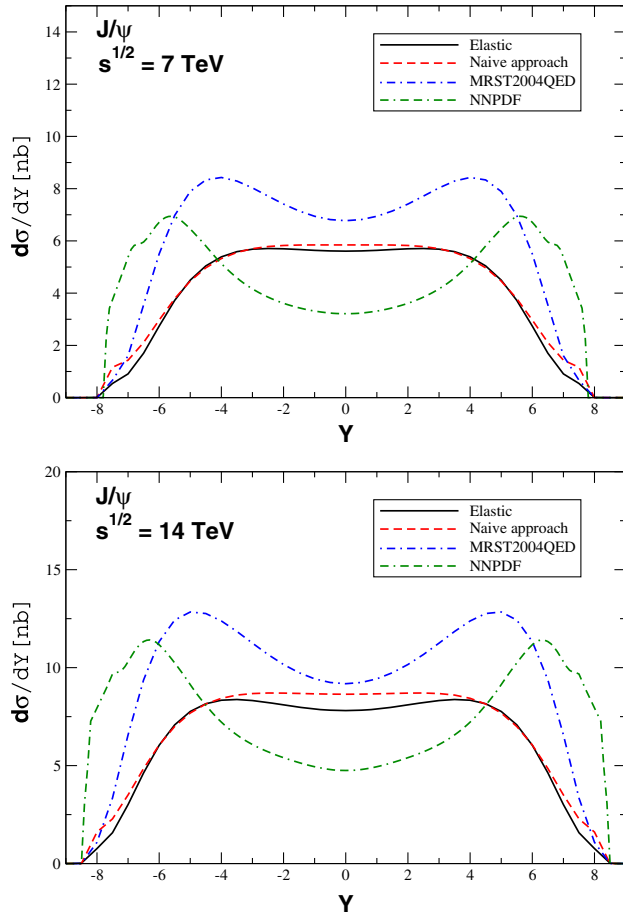 J/ψ
s^1/2 = 7 TeV
Elastic
Naive approach
MRST2004QED
NNPDF
14
12
10
8
6
4
2
0
dσ/dY [nb]
-8 -6 -4 -2 0 2 4 6 8
Y
J/ψ
s^1/2 = 14 TeV
Elastic
Naive approach
MRST2004QED
NNPDF
20
15
10
5
0
dσ/dY [nb]
-8 -6 -4 -2 0 2 4 6 8
Y